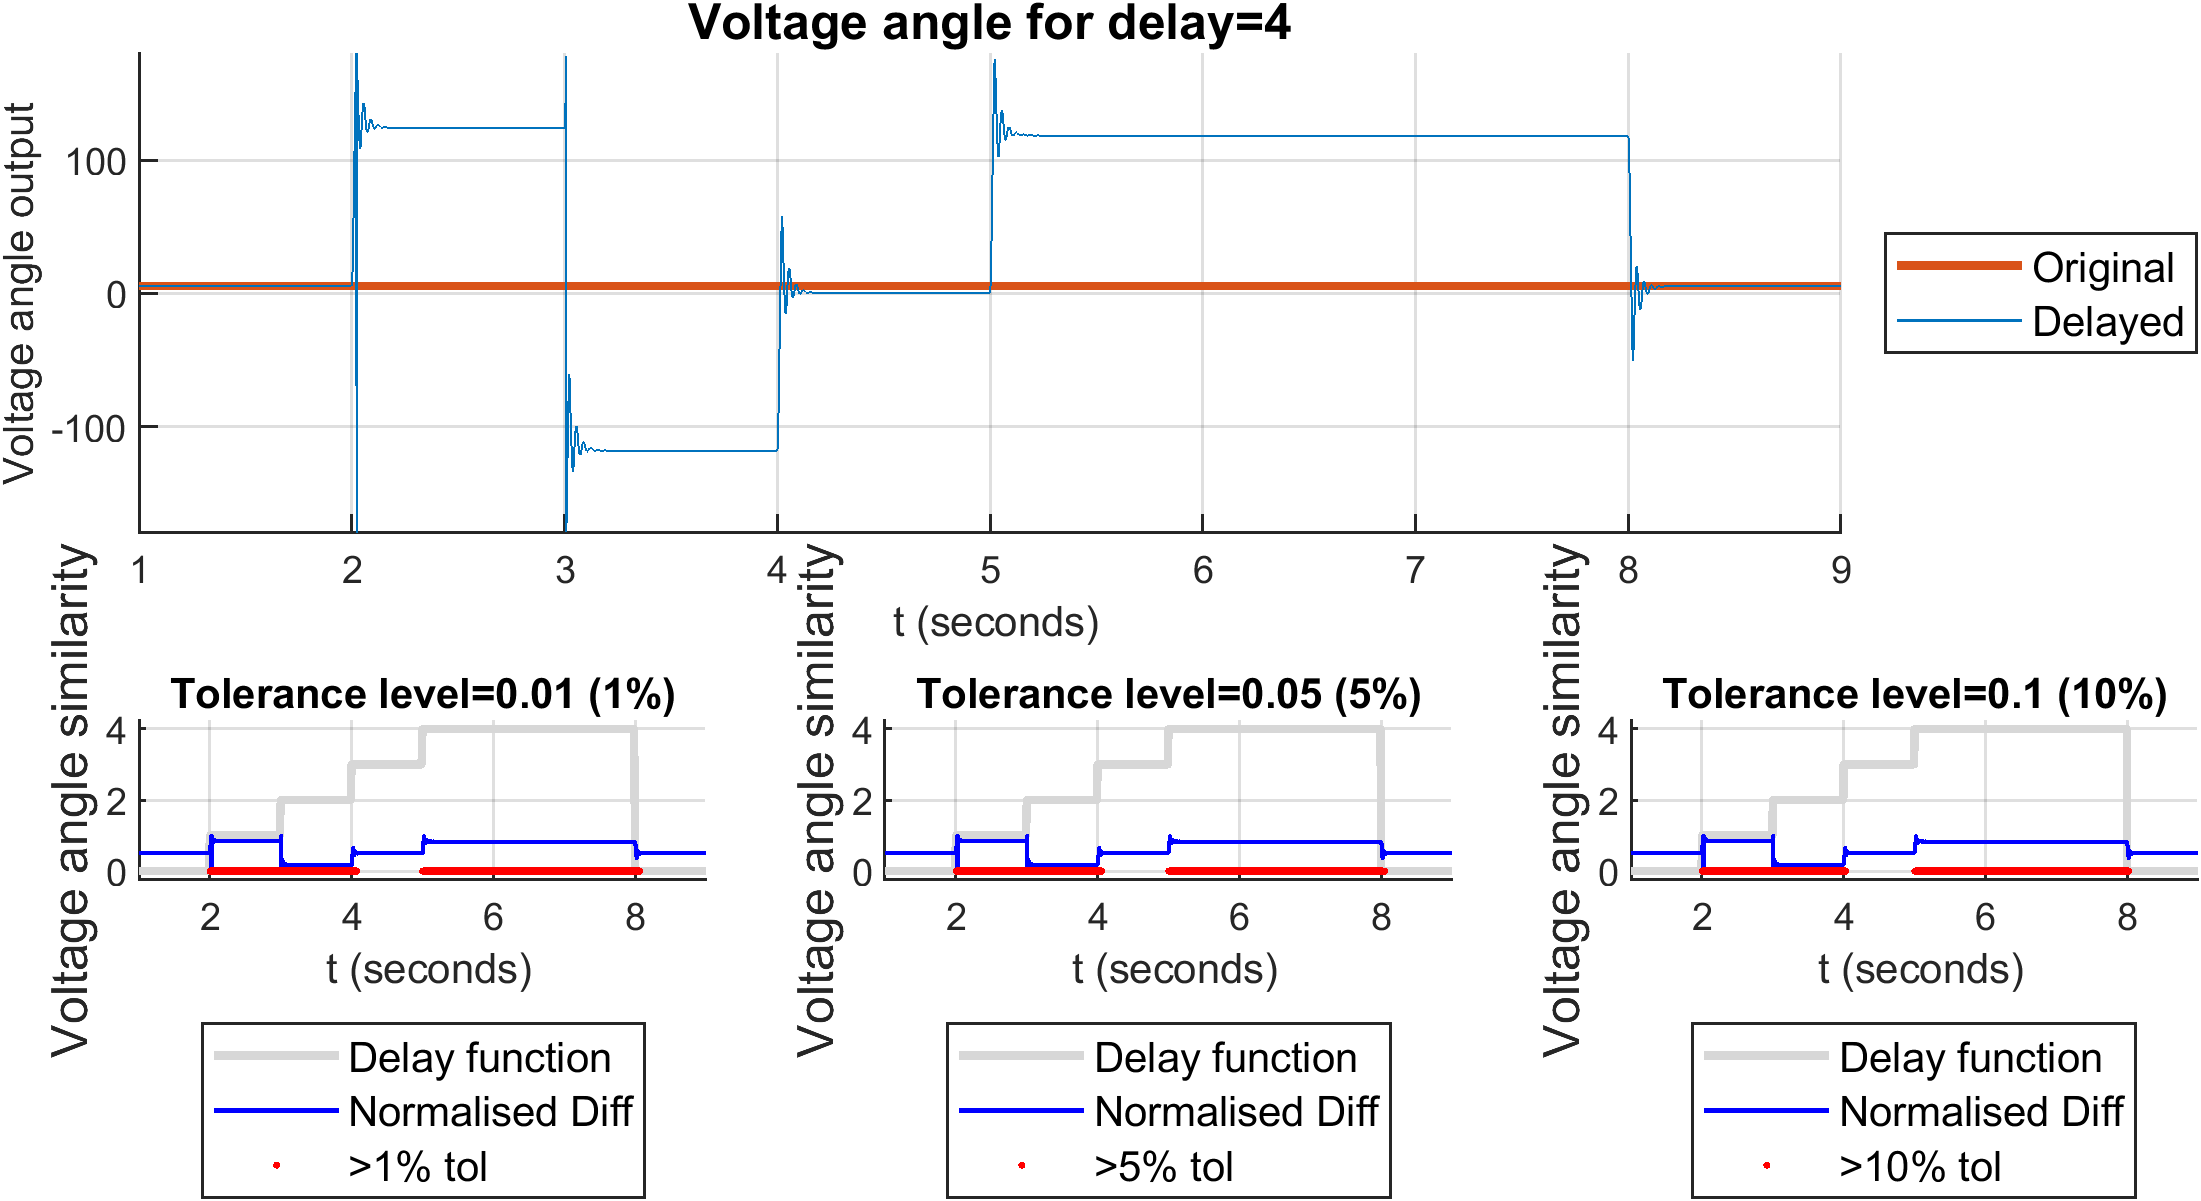 Voltage angle for delay=4
Voltage angle output
100
0
-100
1 2 3 4 5 6 7 8 9
t (seconds)
Original
Delayed
Tolerance level=0.01 (1%)
Voltage angle similarity
4
2
0
2 4 6 8
t (seconds)
Delay function
Normalised Diff
>1% tol
Tolerance level=0.05 (5%)
Voltage angle similarity
4
2
0
2 4 6 8
t (seconds)
Delay function
Normalised Diff
>5% tol
Tolerance level=0.1 (10%)
Voltage angle similarity
4
2
0
2 4 6 8
t (seconds)
Delay function
Normalised Diff
>10% tol